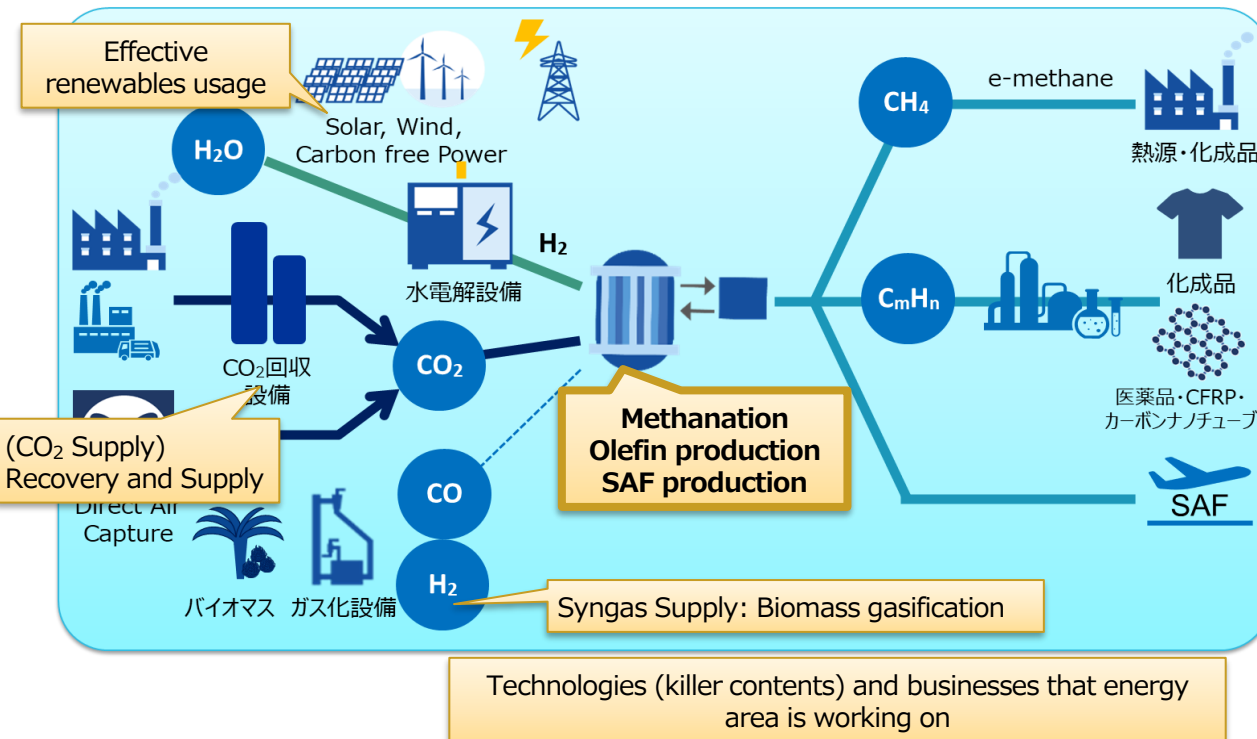 Effective
renewables usage
Solar, Wind,
Carbon free Power
H₂O
水電解設備
H₂
CO₂回収
設備
CO₂
(CO₂ Supply)
Recovery and Supply
Direct Air
Capture
バイオマス
ガス化設備
CO
H₂
Syngas Supply: Biomass gasification
Methanation
Olefin production
SAF production
CH₄
e-methane
熱源・化成品
CₘHₙ
化成品
医薬品・CFRP・
カーボンナノチューブ
SAF
Technologies (killer contents) and businesses that energy
area is working on